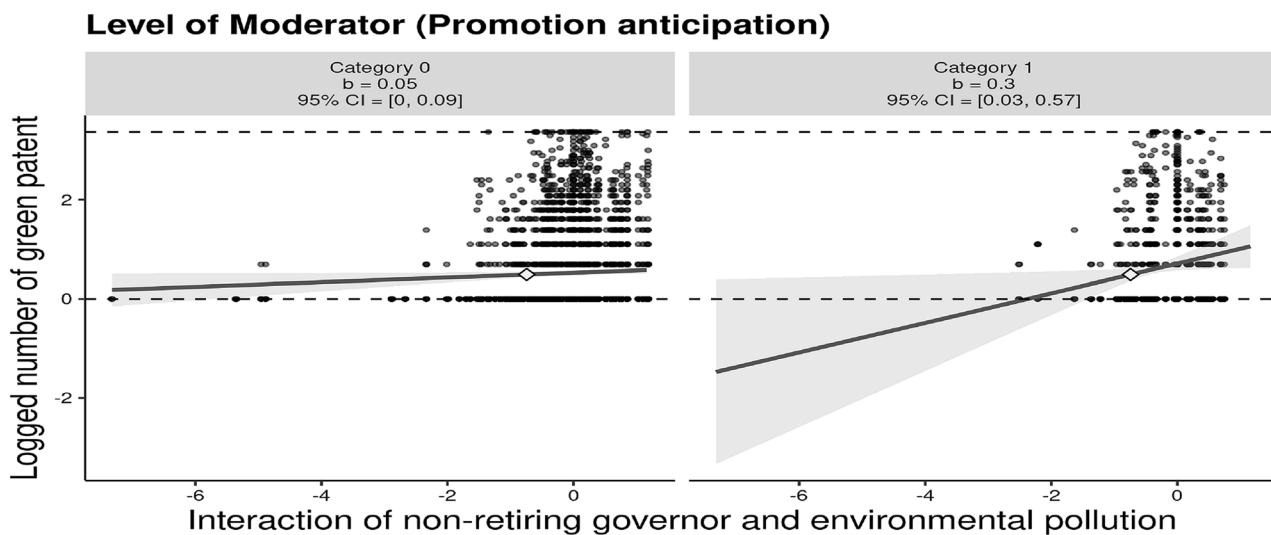 Level of Moderator (Promotion anticipation)
Category 0
b = 0.05
95% CI = [0, 0.09]
Category 1
b = 0.3
95% CI = [0.03, 0.57]
Logged number of green patent
2
0
-2
-6
-4
-2
0
-6
-4
-2
0
Interaction of non-retiring governor and environmental pollution